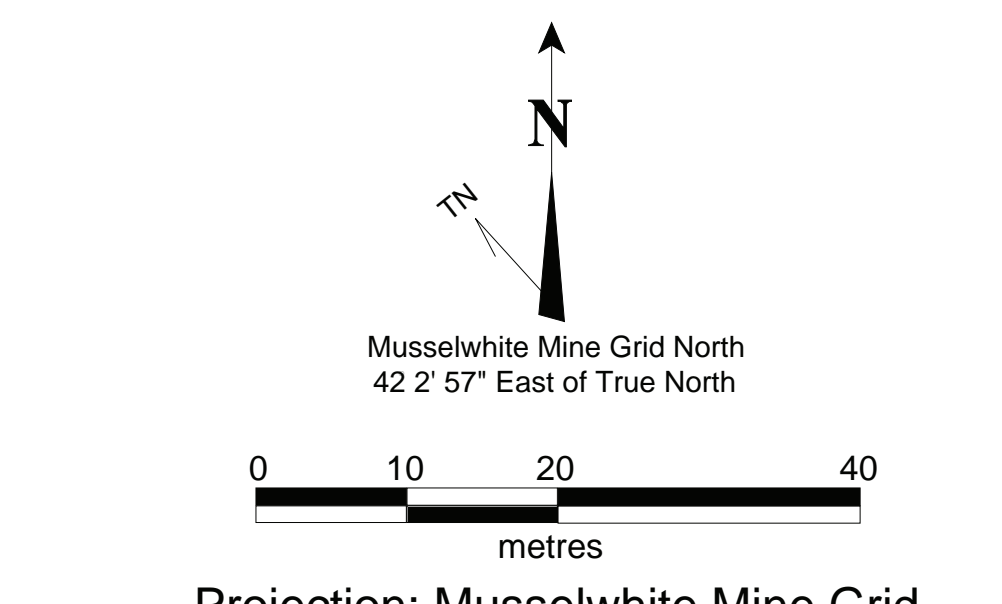 N
TN
Musselwhite Mine Grid North
42 2' 57" East of True North
0 10 20 40
metres
Projection: Musselwhite Mine Grid